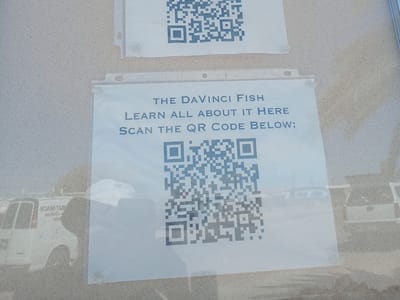 the DaVinci Fish
Learn all about it Here
Scan the QR Code Below: